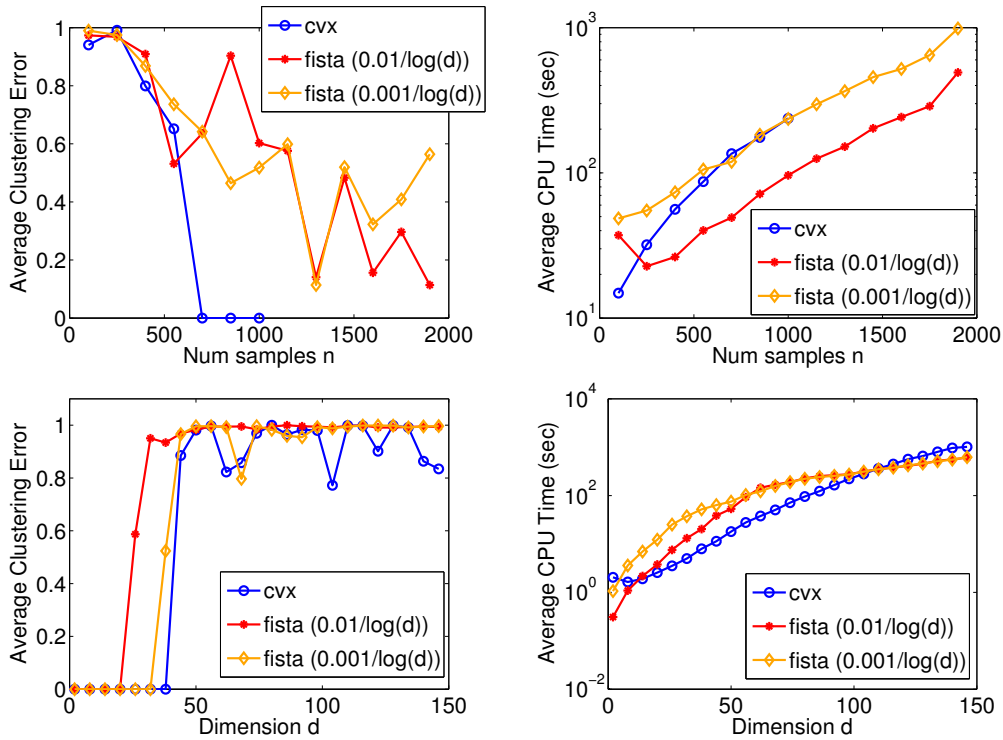 Average Clustering Error
1
0.8
0.6
0.4
0.2
0
0
500
1000
1500
2000
Num samples n
cvx
fista (0.01/log(d))
fista (0.001/log(d))
Average CPU Time (sec)
10^3
10^2
10^1
0
500
1000
1500
2000
Num samples n
cvx
fista (0.01/log(d))
fista (0.001/log(d))
Average Clustering Error
1
0.8
0.6
0.4
0.2
0
0
50
100
150
Dimension d
cvx
fista (0.01/log(d))
fista (0.001/log(d))
Average CPU Time (sec)
10^4
10^2
10^0
10^-2
0
50
100
150
Dimension d
cvx
fista (0.01/log(d))
fista (0.001/log(d))